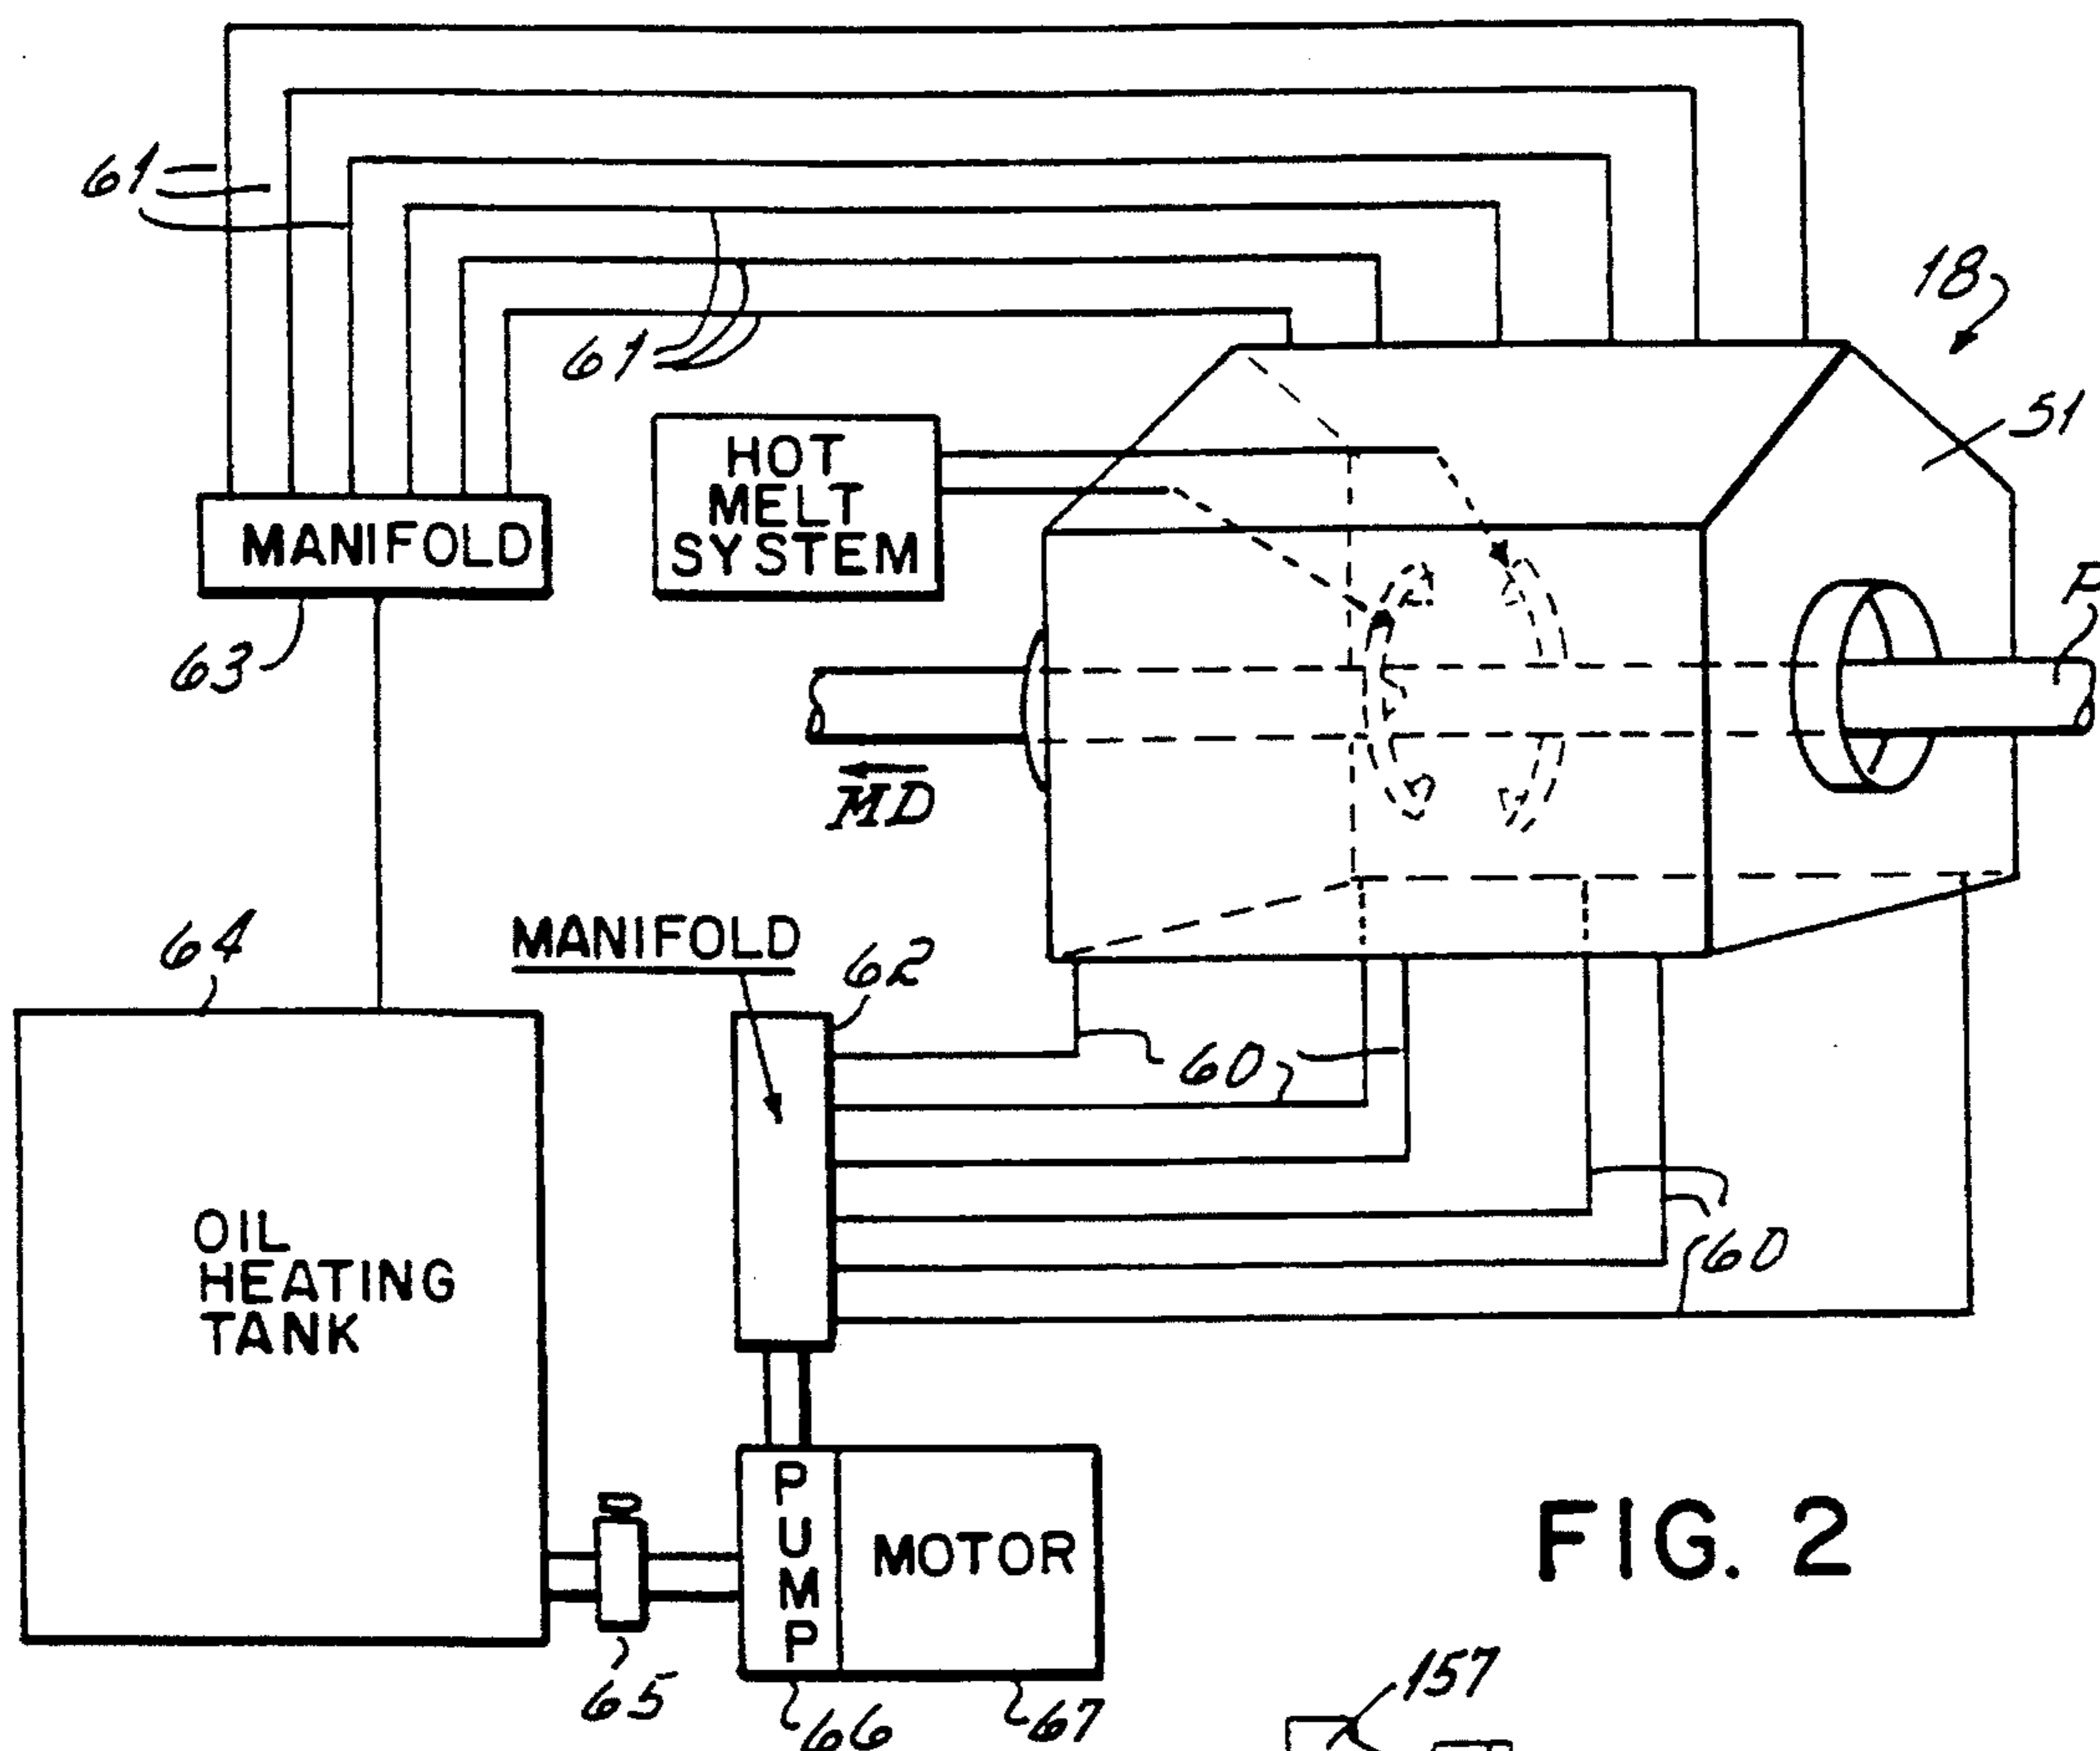 61
18
51
61
HOT
MELT
SYSTEM
MANIFOLD
P
63
MD
64
MANIFOLD
62
60
OIL
HEATING
TANK
60
PUMP
MOTOR
FIG. 2
65
66
67
157